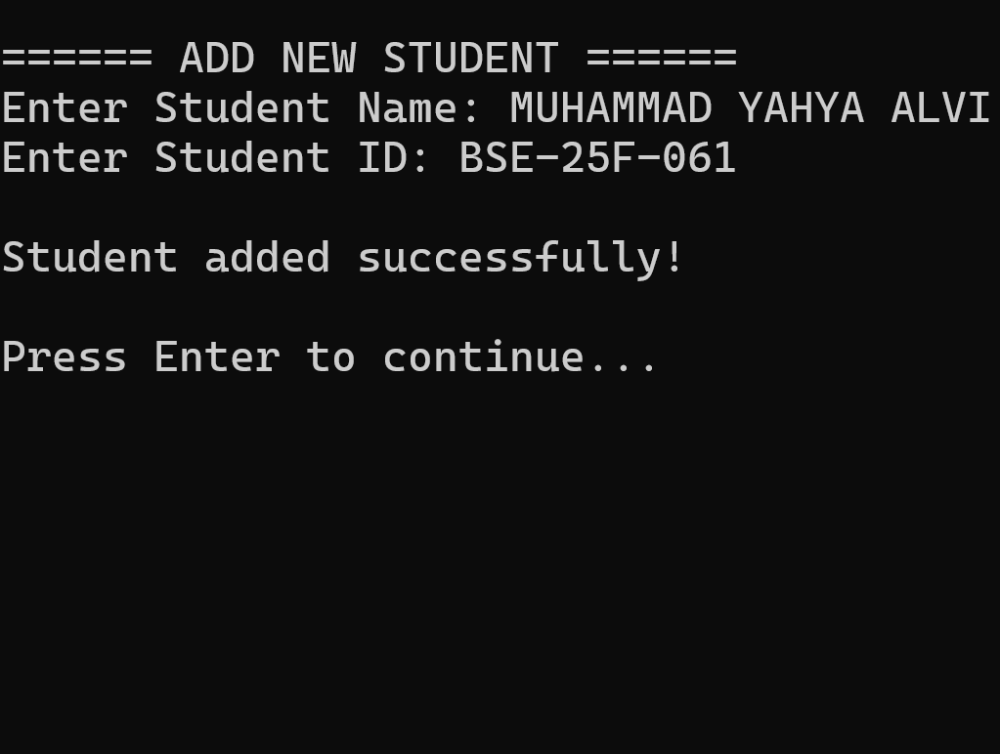 ====== ADD NEW STUDENT ======
Enter Student Name: MUHAMMAD YAHYA ALVI
Enter Student ID: BSE-25F-061
Student added successfully!
Press Enter to continue...